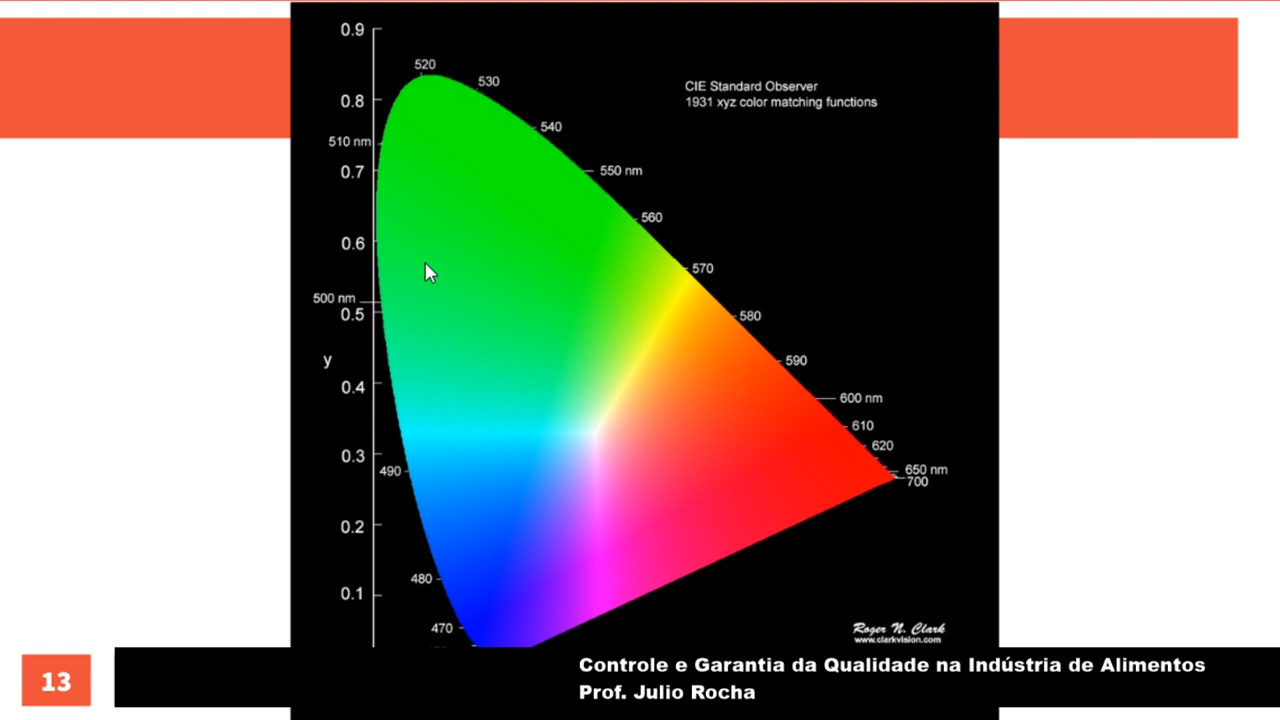 0.9
520
530
CIE Standard Observer
1931 xyz color matching functions
0.8
540
510 nm
0.7
550 nm
560
0.6
570
500 nm
0.5
580
y
590
0.4
600 nm
610
620
0.3
490
650 nm
700
0.2
480
0.1
470
Roger N. Clark
www.clarkvision.com
13
Controle e Garantia da Qualidade na Indústria de Alimentos
Prof. Julio Rocha